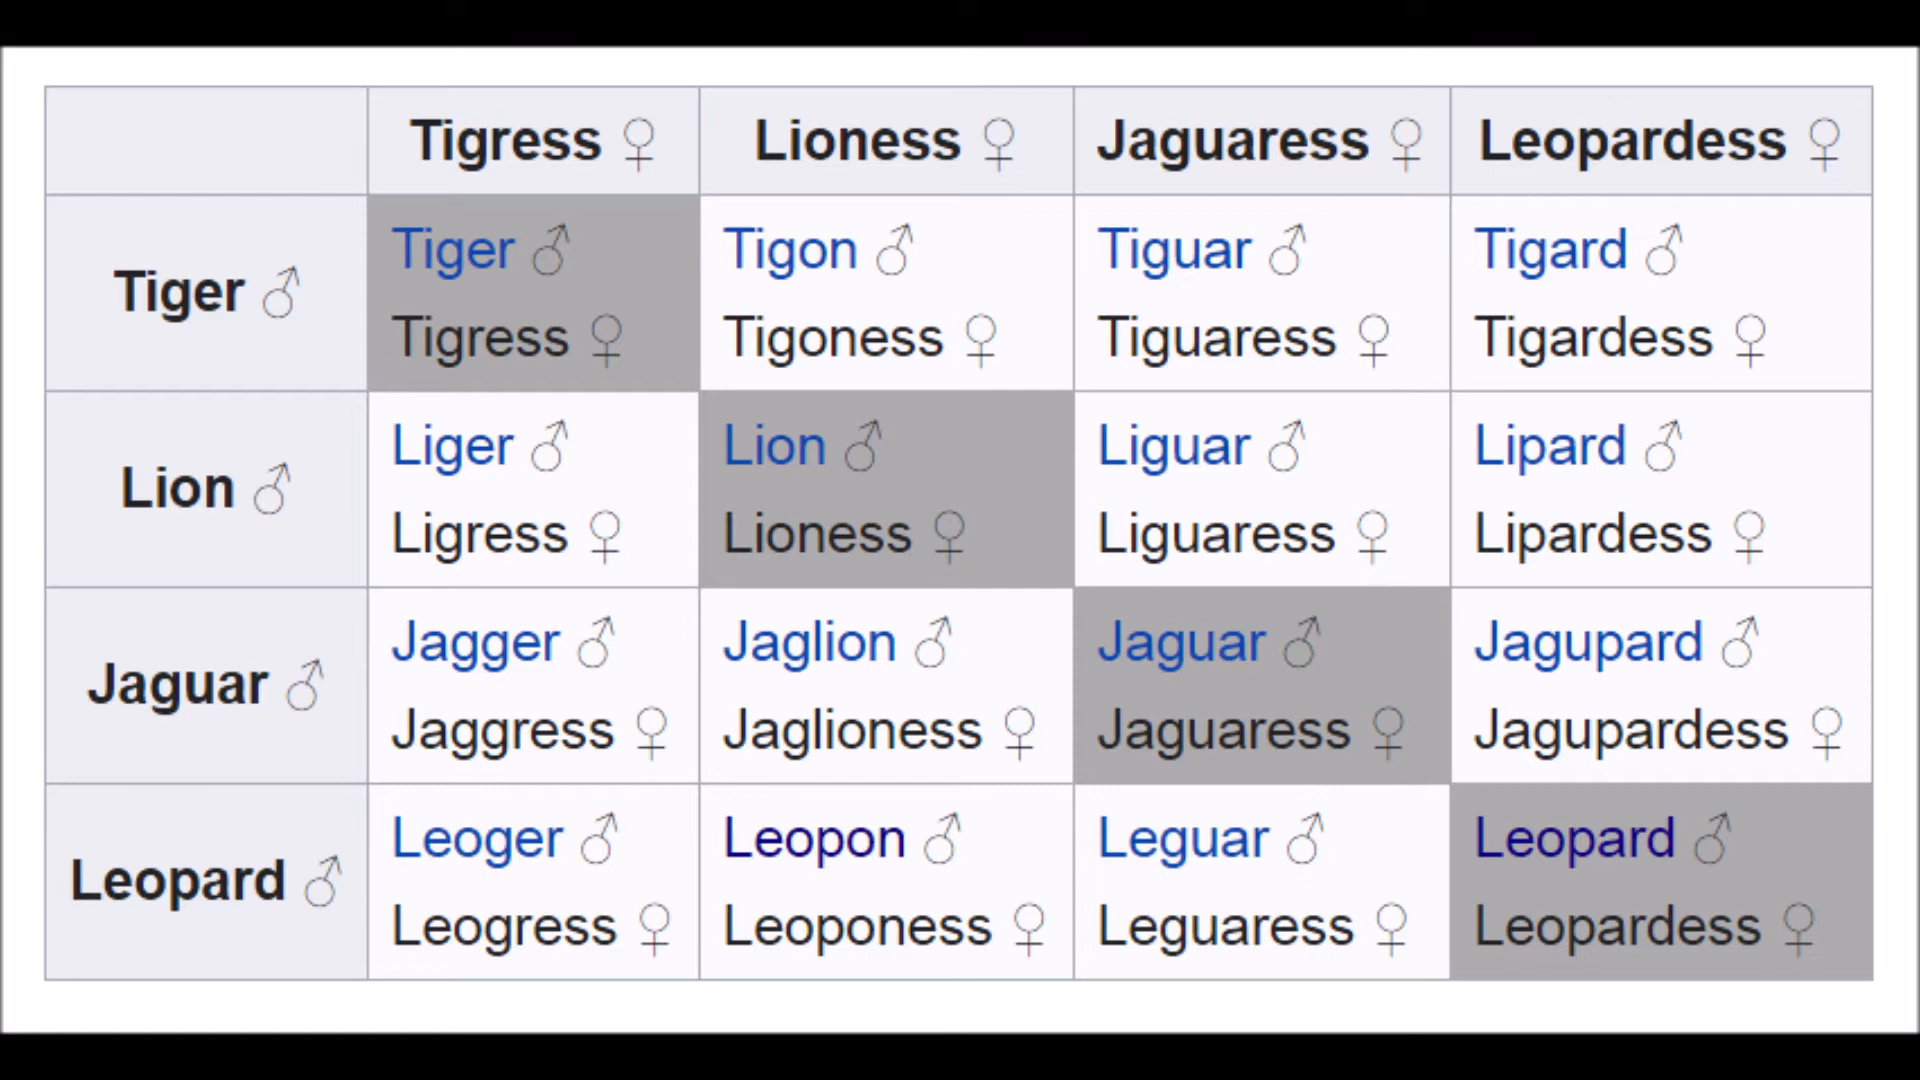 Tigress ♀ Lioness ♀ Jaguaress ♀ Leopardess ♀
Tiger ♂
Tiger ♂
Tigress ♀
Tigon ♂
Tigoness ♀
Tiguar ♂
Tiguaress ♀
Tigard ♂
Tigardess ♀
Lion ♂
Liger ♂
Ligress ♀
Lion ♂
Lioness ♀
Liguar ♂
Liguaress ♀
Lipard ♂
Lipardess ♀
Jaguar ♂
Jagger ♂
Jaggress ♀
Jaglion ♂
Jaglioness ♀
Jaguar ♂
Jaguaress ♀
Jagupard ♂
Jagupardess ♀
Leopard ♂
Leoger ♂
Leogress ♀
Leopon ♂
Leoponess ♀
Leguar ♂
Leguaress ♀
Leopard ♂
Leopardess ♀